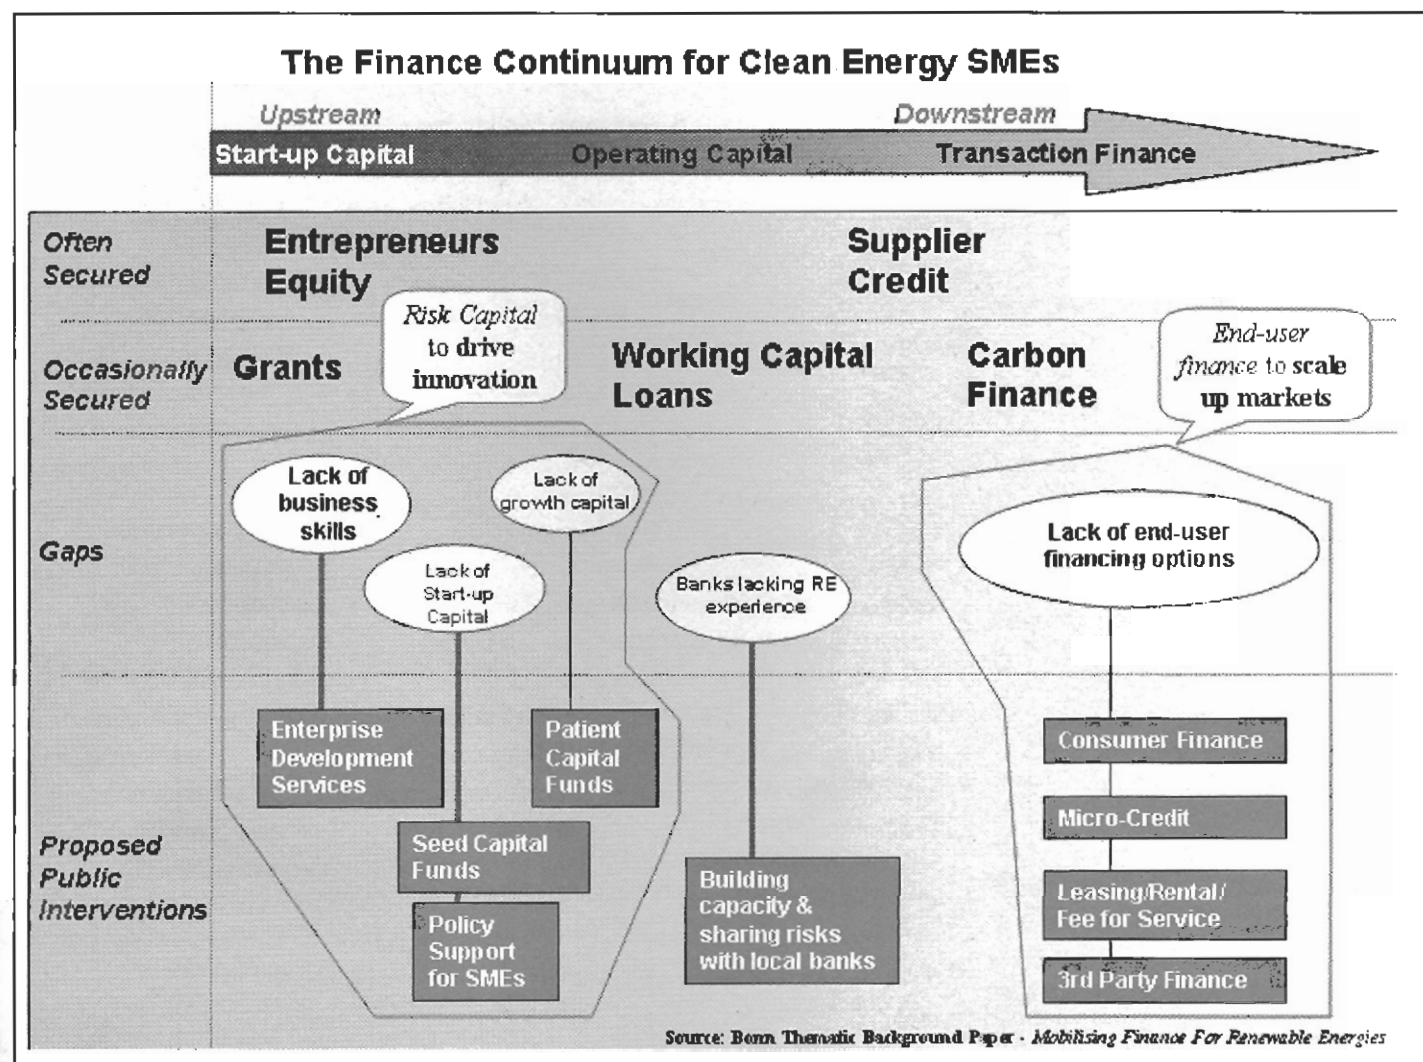 The Finance Continuum for Clean Energy SMEs
Upstream
Downstream
Start-up Capital
Operating Capital
Transaction Finance
Often
Secured
Entrepreneurs
Equity
Supplier
Credit
Occasionally
Secured
Grants
Risk Capital
to drive
innovation
Working Capital
Loans
Carbon
Finance
End-user
finance to scale
up markets
Gaps
Lack of
business
skills
Lack of
Start-up
Capital
Lack of
growth capital
Banks lacking RE
experience
Lack of end-user
financing options
Proposed
Public
Interventions
Enterprise
Development
Services
Seed Capital
Funds
Policy
Support
for SMEs
Patient
Capital
Funds
Building
capacity &
sharing risks
with local banks
Consumer Finance
Micro-Credit
Leasing/Rental/
Fee for Service
3rd Party Finance
Source: Bonn Thematic Background Paper - Mobilising Finance For Renewable Energies